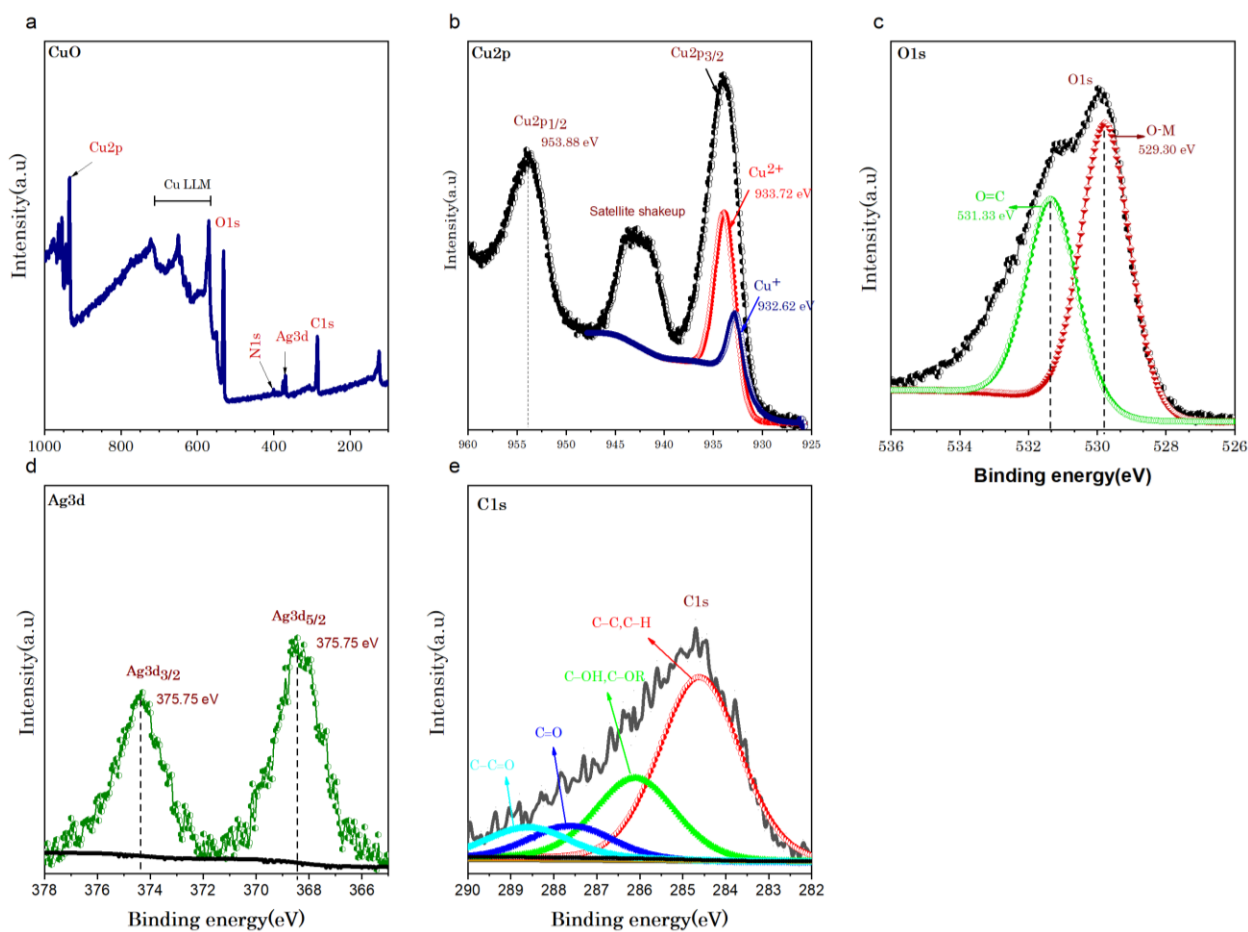 a
CuO
Cu2p
Cu LLM
O1s
N1s
Ag3d
C1s
Intensity(a.u)
1000 800 600 400 200
b
Cu2p
Cu2p3/2
Cu2p1/2
953.88 eV
Cu2+
933.72 eV
Satellite shakeup
Cu+
932.62 eV
Intensity(a.u)
960 955 950 945 940 935 930 925
c
O1s
O1s
O-M
529.30 eV
O=C
531.33 eV
Intensity(a.u)
536 534 532 530 528 526
Binding energy(eV)
d
Ag3d
Ag3d5/2
375.75 eV
Ag3d3/2
375.75 eV
Intensity(a.u)
378 376 374 372 370 368 366
Binding energy(eV)
e
C1s
C1s
C–C,C–H
C–OH,C–OR
C=O
C–C=O
Intensity(a.u)
290 289 288 287 286 285 284 283 282
Binding energy(eV)